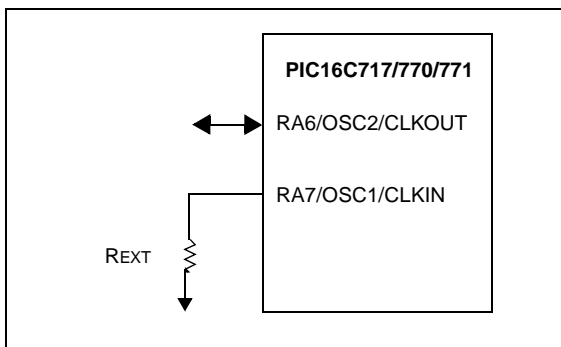 PIC16C717/770/771
RA6/OSC2/CLKOUT
RA7/OSC1/CLKIN
REXT